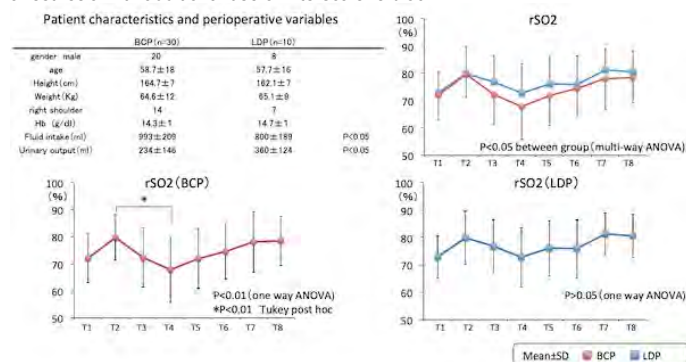 Patient characteristics and perioperative variables
BCP(n=30) LDP(n=10)
gender male 20 8
age 58.7±18 57.7±16
Height(cm) 164.7±7 162.1±7
Weight(Kg) 64.6±12 65.1±9
right shoulder 14 7
Hb (g/dl) 14.3±1 14.7±1
Fluid intake(ml) 993±209 800±189 P<0.05
Urinary output(ml) 234±146 360±124 P<0.05
rSO2
(%)
100
90
80
70
60
50
P<0.05 between group(multi-way ANOVA)
T1 T2 T3 T4 T5 T6 T7 T8
rSO2(BCP)
(%)
100
90
80
70
60
50
*
P<0.01(one way ANOVA)
*P<0.01 Tukey post hoc
T1 T2 T3 T4 T5 T6 T7 T8
rSO2(LDP)
(%)
100
90
80
70
60
50
P>0.05(one way ANOVA)
T1 T2 T3 T4 T5 T6 T7 T8
Mean±SD BCP LDP